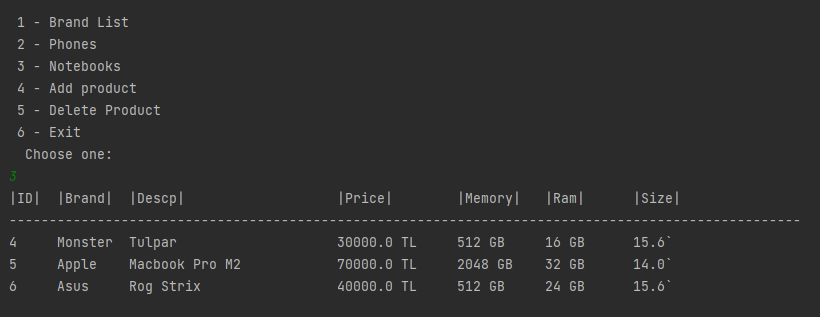 1 - Brand List
2 - Phones
3 - Notebooks
4 - Add product
5 - Delete Product
6 - Exit
Choose one:
3
|ID| |Brand| |Descp| |Price| |Memory| |Ram| |Size|
---------------------------------------------------------------------------------------------------
4 Monster Tulpar 30000.0 TL 512 GB 16 GB 15.6`
5 Apple Macbook Pro M2 70000.0 TL 2048 GB 32 GB 14.0`
6 Asus Rog Strix 40000.0 TL 512 GB 24 GB 15.6`